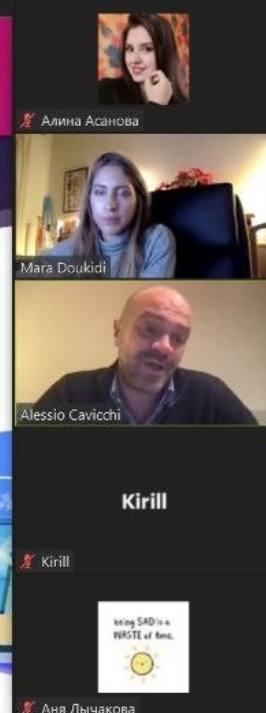 Алина Асанова
Mara Doukidi
Alessio Cavicchi
Kirill
Kirill
being SAD is a
WASTE of time.
Аня Лычакова